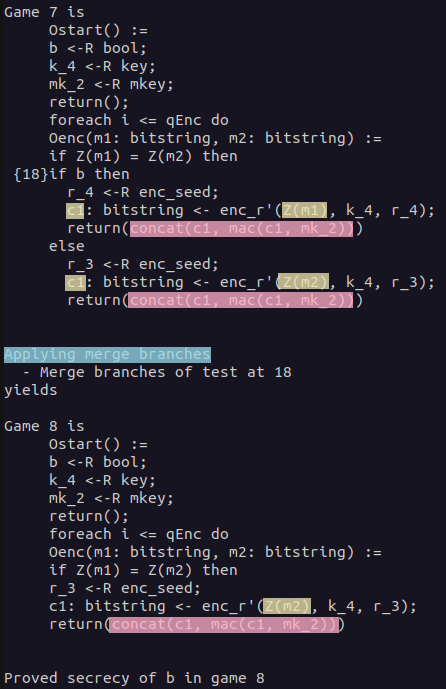 Game 7 is
Ostart() :=
b <-R bool;
k_4 <-R key;
mk_2 <-R mkey;
return();
foreach i <= qEnc do
Oenc(m1: bitstring, m2: bitstring) :=
if Z(m1) = Z(m2) then
{18}if b then
r_4 <-R enc_seed;
c1: bitstring <- enc_r'(Z(m1), k_4, r_4);
return(concat(c1, mac(c1, mk_2)))
else
r_3 <-R enc_seed;
c1: bitstring <- enc_r'(Z(m2), k_4, r_3);
return(concat(c1, mac(c1, mk_2)))
Applying merge branches
- Merge branches of test at 18
yields
Game 8 is
Ostart() :=
b <-R bool;
k_4 <-R key;
mk_2 <-R mkey;
return();
foreach i <= qEnc do
Oenc(m1: bitstring, m2: bitstring) :=
if Z(m1) = Z(m2) then
r_3 <-R enc_seed;
c1: bitstring <- enc_r'(Z(m2), k_4, r_3);
return(concat(c1, mac(c1, mk_2)))
Proved secrecy of b in game 8